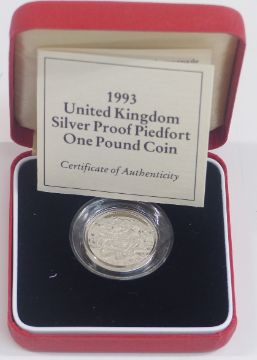 1993
United Kingdom
Silver Proof Piedfort
One Pound Coin
Certificate of Authenticity